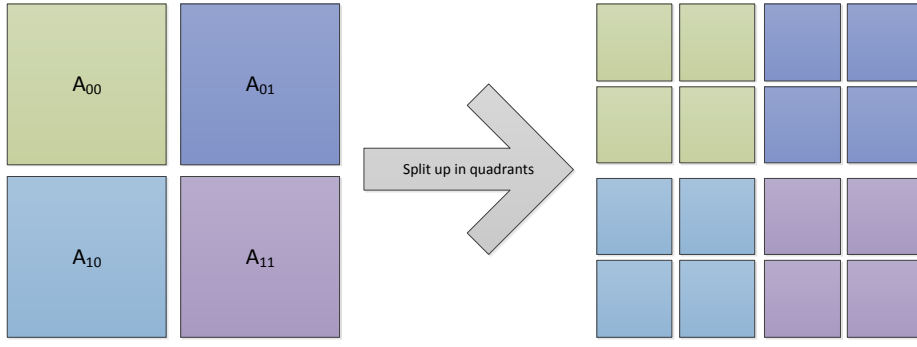 A₀₀
A₀₁
Split up in quadrants
A₁₀
A₁₁